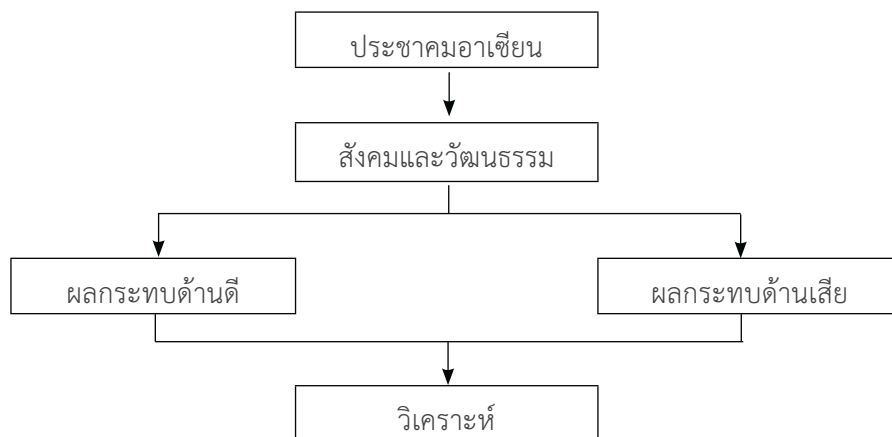 ประชาคมอาเซียน
สังคมและวัฒนธรรม
ผลกระทบด้านดี
ผลกระทบด้านเสีย
วิเคราะห์